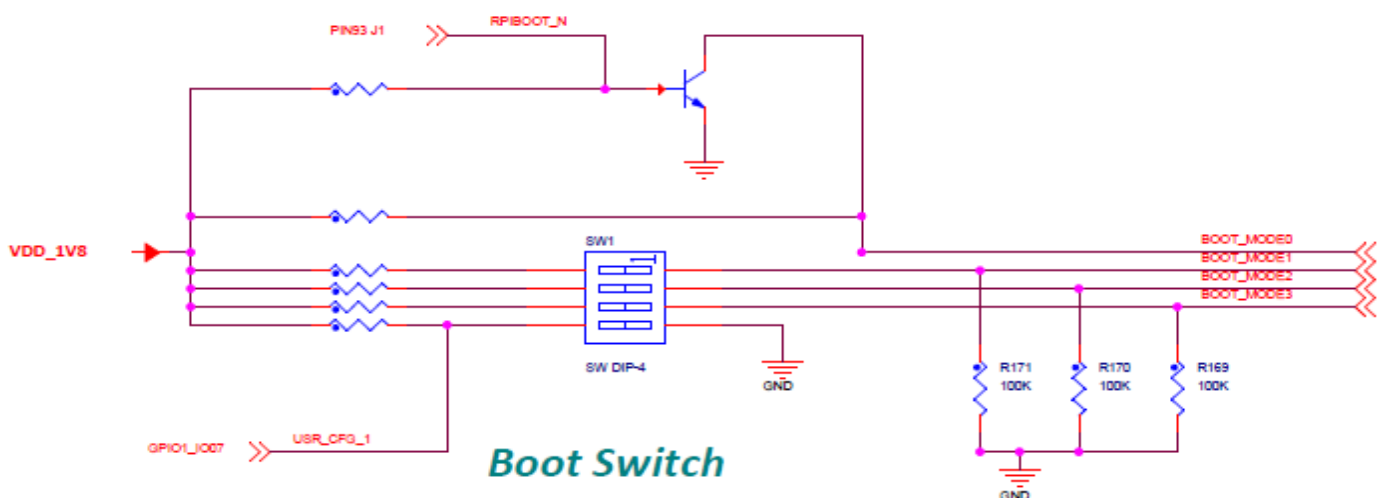 RPIBOOT_N
PIN93 J1
VDD_1V8
SW1
1
BOOT_MODE0
BOOT_MODE1
BOOT_MODE2
BOOT_MODE3
SW DIP-4
GND
R171
100K
R170
100K
R169
100K
GPIO1_IO07
USR_CFG_1
Boot Switch
GND